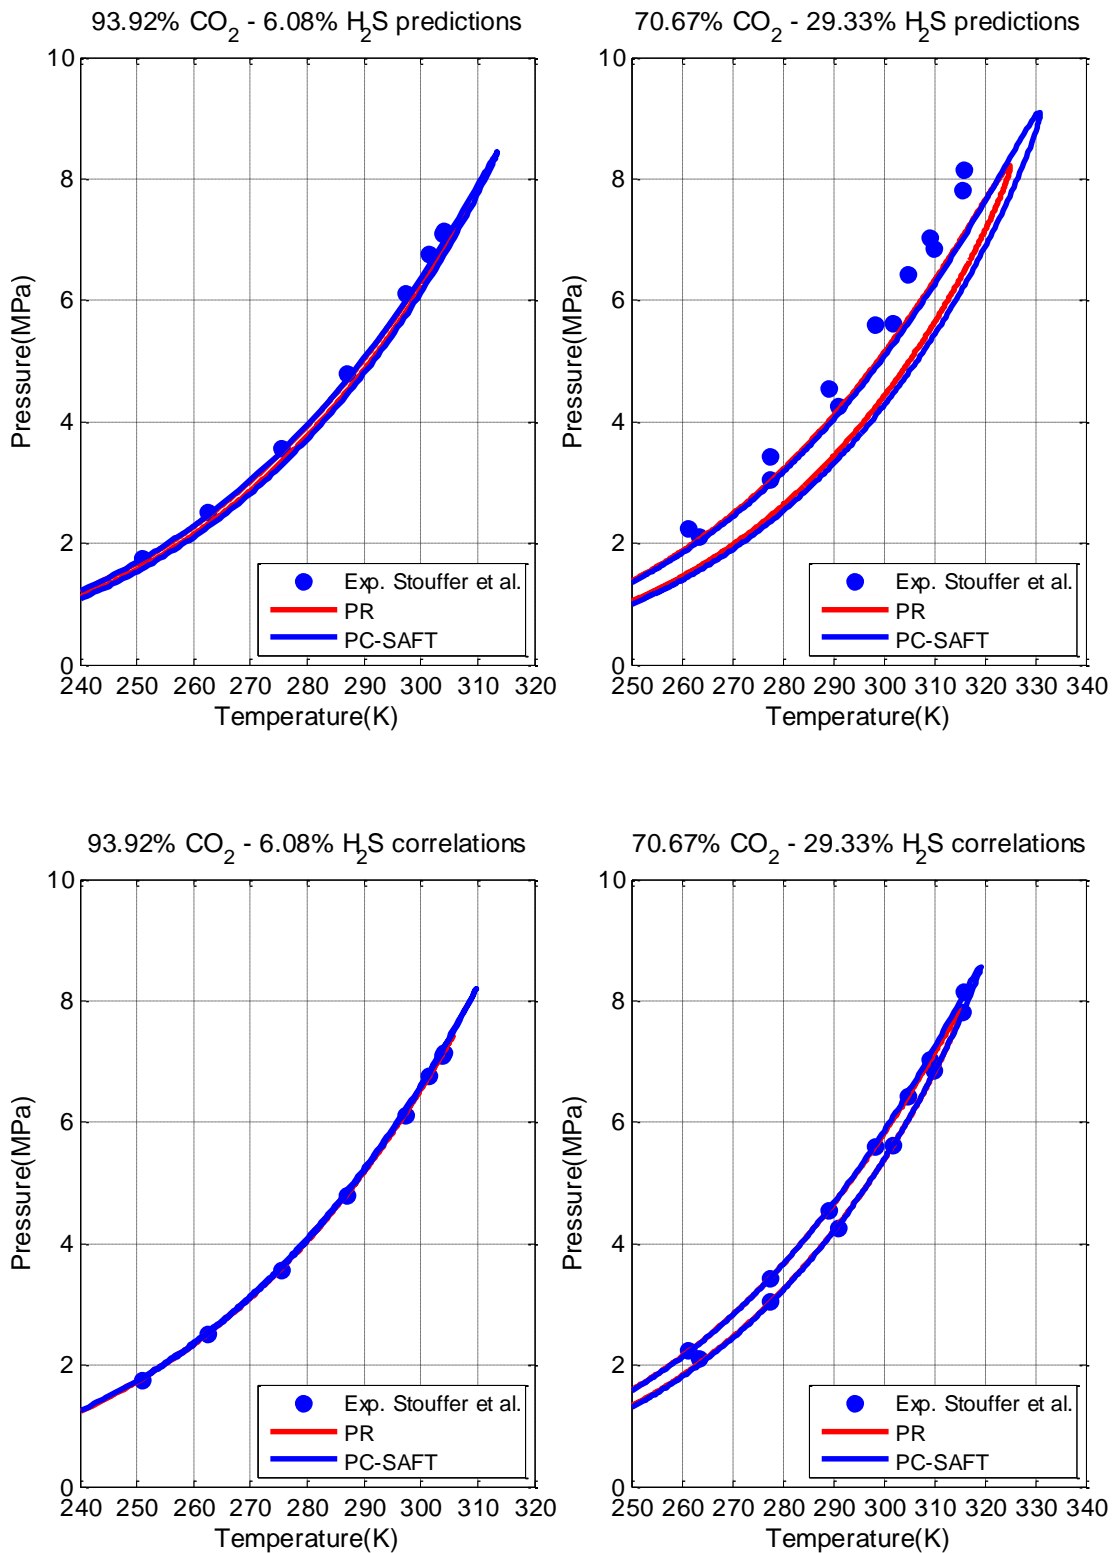 93.92% CO2 - 6.08% H2S predictions
10
8
6
4
2
0
Pressure(MPa)
Exp. Stouffer et al.
PR
PC-SAFT
240 250 260 270 280 290 300 310 320
Temperature(K)
70.67% CO2 - 29.33% H2S predictions
10
8
6
4
2
0
Pressure(MPa)
Exp. Stouffer et al.
PR
PC-SAFT
250 260 270 280 290 300 310 320 330 340
Temperature(K)
93.92% CO2 - 6.08% H2S correlations
10
8
6
4
2
0
Pressure(MPa)
Exp. Stouffer et al.
PR
PC-SAFT
240 250 260 270 280 290 300 310 320
Temperature(K)
70.67% CO2 - 29.33% H2S correlations
10
8
6
4
2
0
Pressure(MPa)
Exp. Stouffer et al.
PR
PC-SAFT
250 260 270 280 290 300 310 320 330 340
Temperature(K)